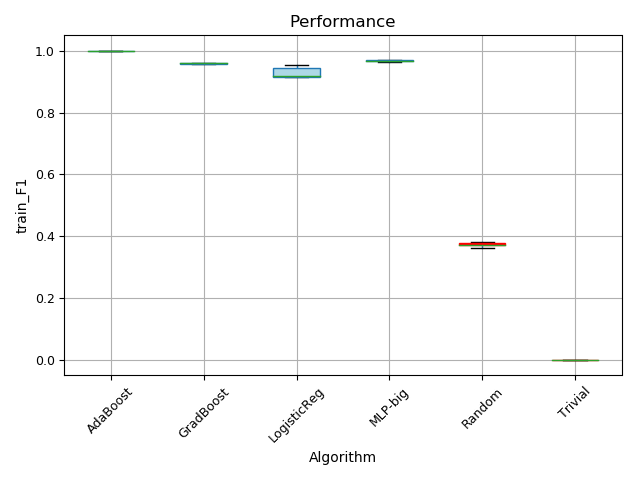 Performance
train_F1
1.0
0.8
0.6
0.4
0.2
0.0
AdaBoost
GradBoost
LogisticReg
MLP-big
Random
Trivial
Algorithm